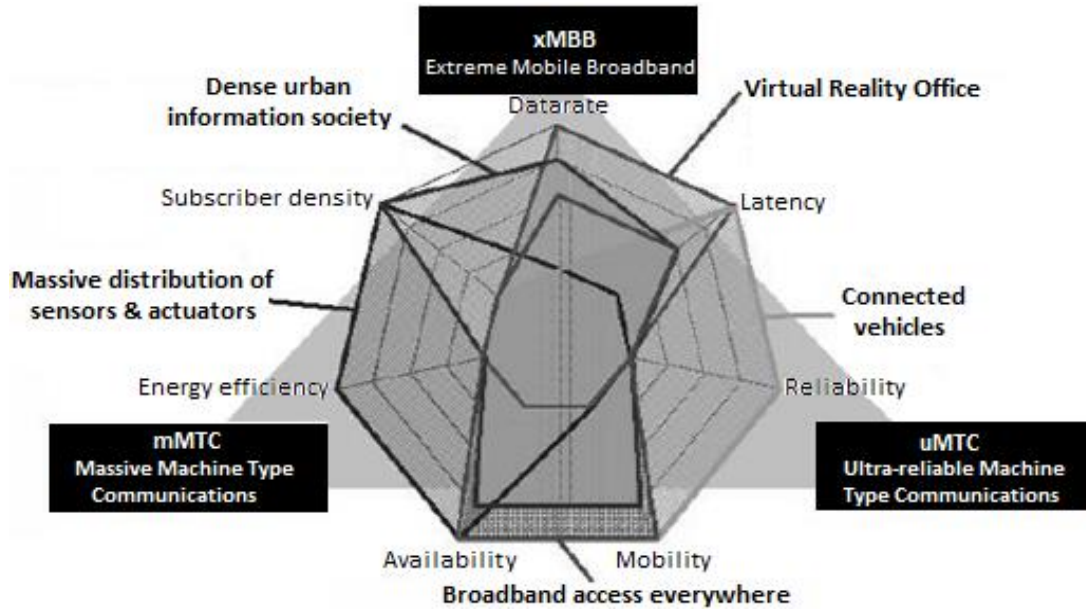 xMBB
Extreme Mobile Broadband
Dense urban
information society
Virtual Reality Office
Datarate
Subscriber density
Latency
Massive distribution of
sensors & actuators
Connected
vehicles
Energy efficiency
Reliability
mMTC
Massive Machine Type
Communications
uMTC
Ultra-reliable Machine
Type Communications
Availability
Mobility
Broadband access everywhere